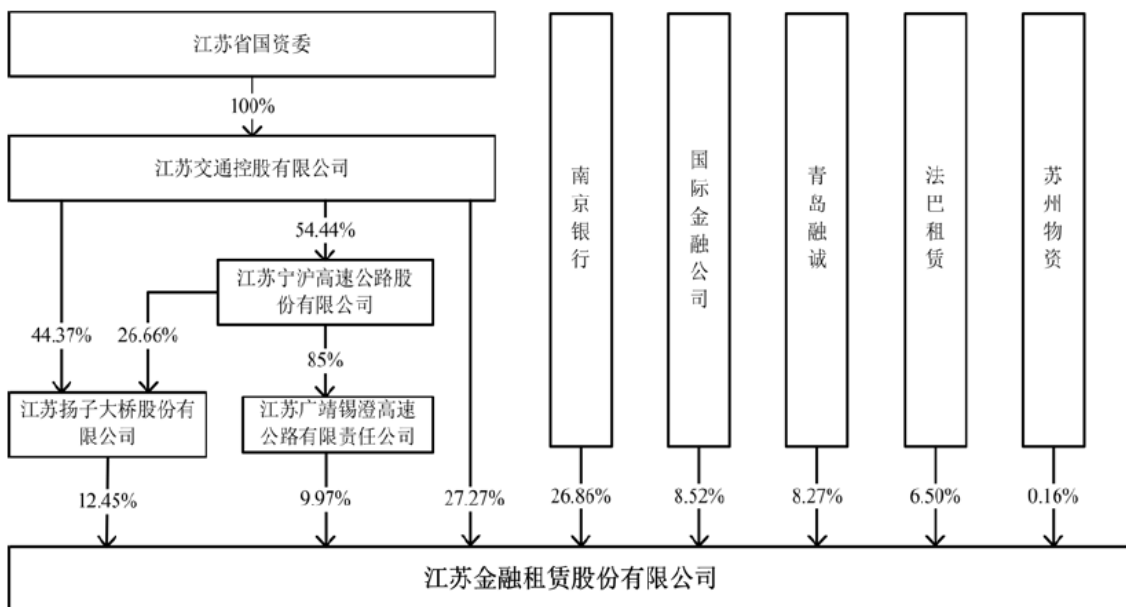 江苏省国资委
100%
江苏交通控股有限公司
54.44%
江苏宁沪高速公路股
份有限公司
44.37%
26.66%
85%
江苏扬子大桥股份有
限公司
江苏广靖锡澄高速
公路有限责任公司
南京银行
国际金融公司
青岛融诚
法巴租赁
苏州物资
12.45%
9.97%
27.27%
26.86%
8.52%
8.27%
6.50%
0.16%
江苏金融租赁股份有限公司